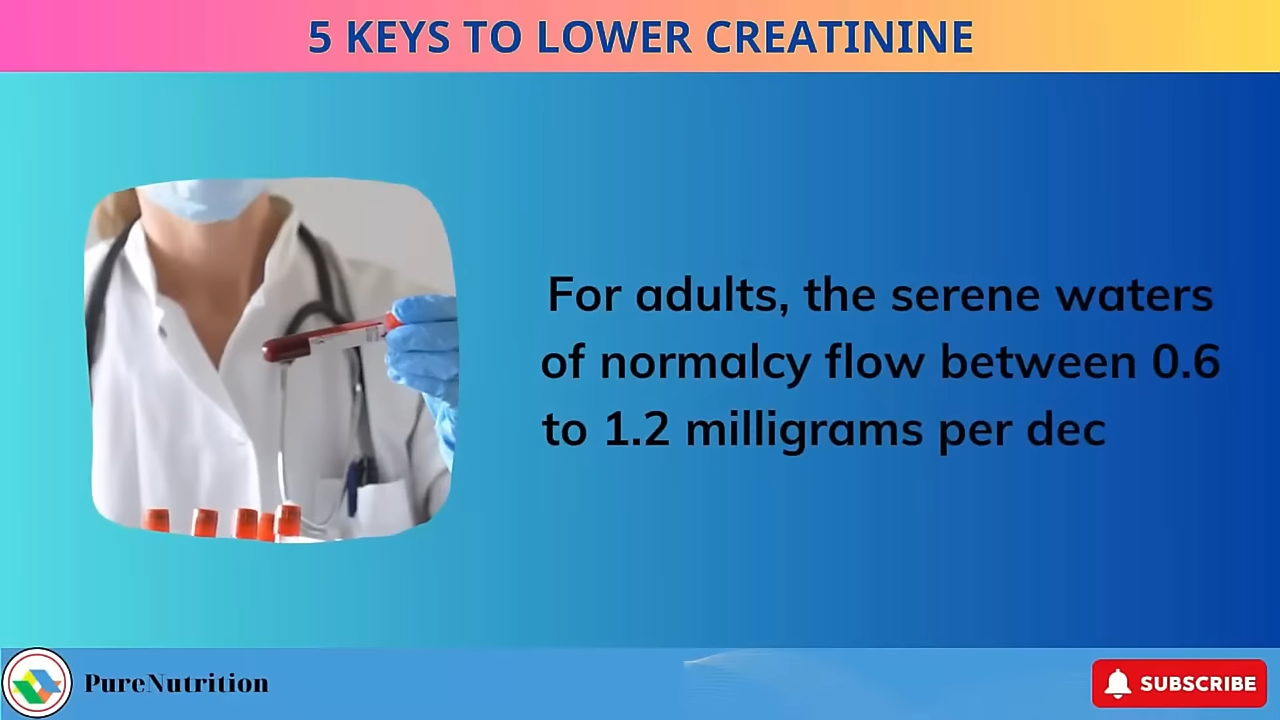 5 KEYS TO LOWER CREATININE
For adults, the serene waters
of normalcy flow between 0.6
to 1.2 milligrams per dec
PureNutrition
SUBSCRIBE